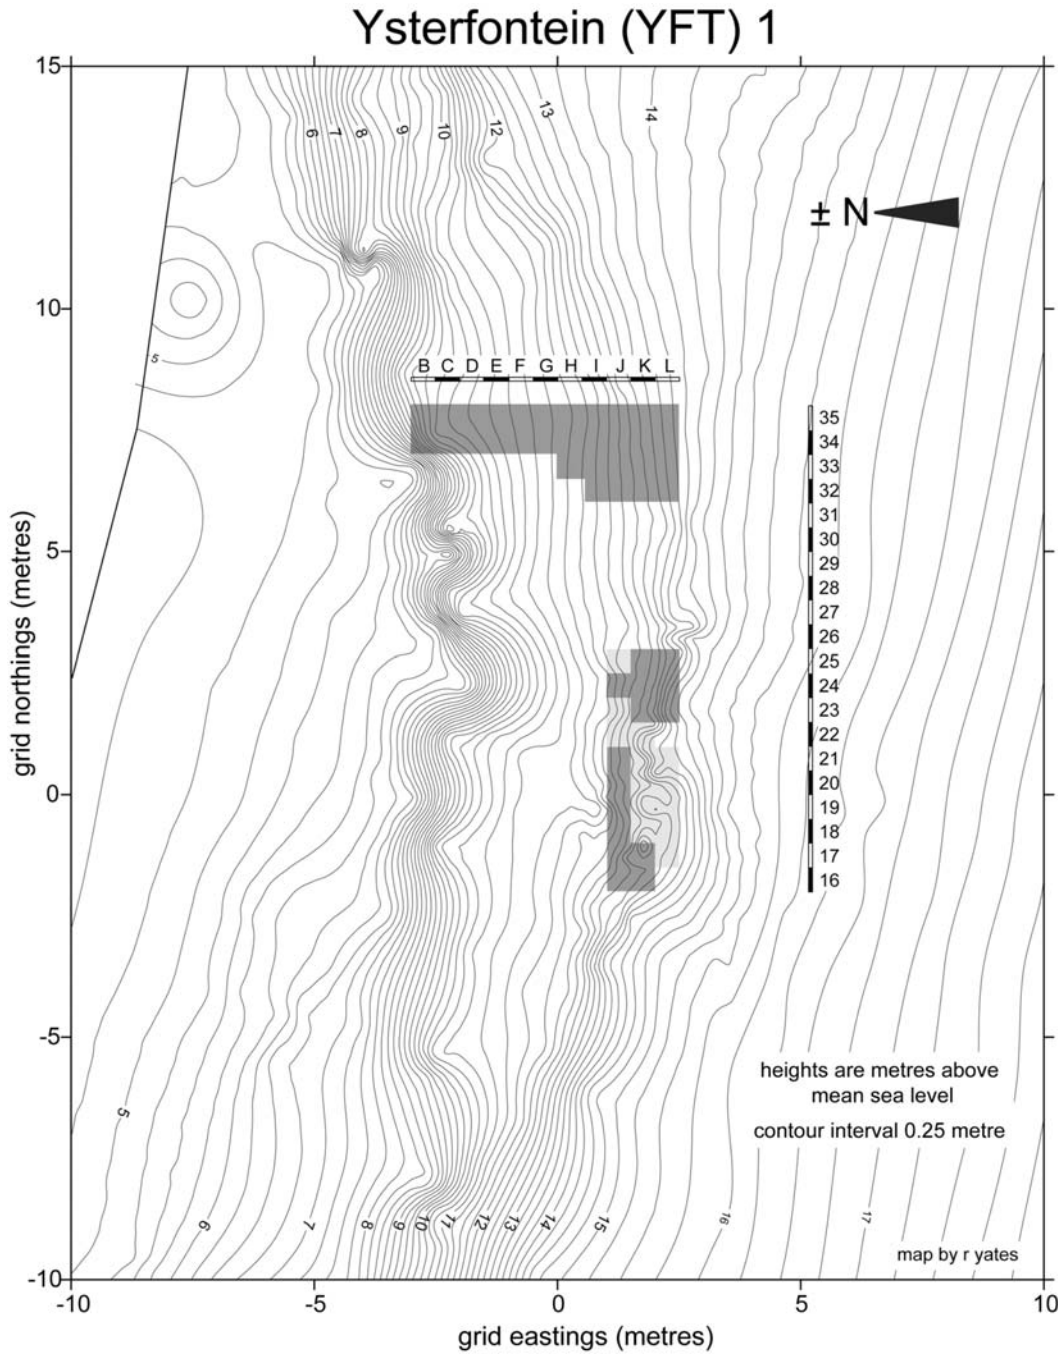 Ysterfontein (YFT) 1
15
10
5
0
-5
-10
grid northings (metres)
6 7 8 9 10 12 13 14
± N
5
B C D E F G H I J K L
35
34
33
32
31
30
29
28
27
26
25
24
23
22
21
20
19
18
17
16
heights are metres above
mean sea level
contour interval 0.25 metre
5
6 7 8 9 10 11 12 13 14 15 16 17
map by r yates
-10 -5 0 5 10
grid eastings (metres)